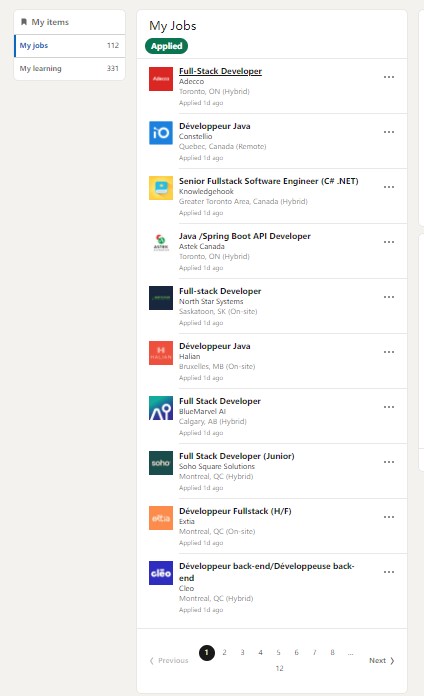 My items
My jobs 112
My learning 331
My Jobs
Applied
Adecco
Full-Stack Developer
Adecco
Toronto, ON (Hybrid)
Applied 1d ago
iO
Développeur Java
Constellio
Quebec, Canada (Remote)
Applied 1d ago
Senior Fullstack Software Engineer (C# .NET)
Knowledgehook
Greater Toronto Area, Canada (Hybrid)
Applied 1d ago
Java /Spring Boot API Developer
Astek Canada
Toronto, ON (Hybrid)
Applied 1d ago
Full-stack Developer
North Star Systems
Saskatoon, SK (On-site)
Applied 1d ago
HALIAN
Développeur Java
Halian
Bruxelles, MB (On-site)
Applied 1d ago
Full Stack Developer
BlueMarvel AI
Calgary, AB (Hybrid)
Applied 1d ago
soho
Full Stack Developer (Junior)
Soho Square Solutions
Montreal, QC (Hybrid)
Applied 1d ago
extia
Développeur Fullstack (H/F)
Extia
Montreal, QC (On-site)
Applied 1d ago
clēo
Développeur back-end/Développeuse back-
end
Cleo
Montreal, QC (Hybrid)
Applied 1d ago
Previous 1 2 3 4 5 6 7 8 ... Next
12